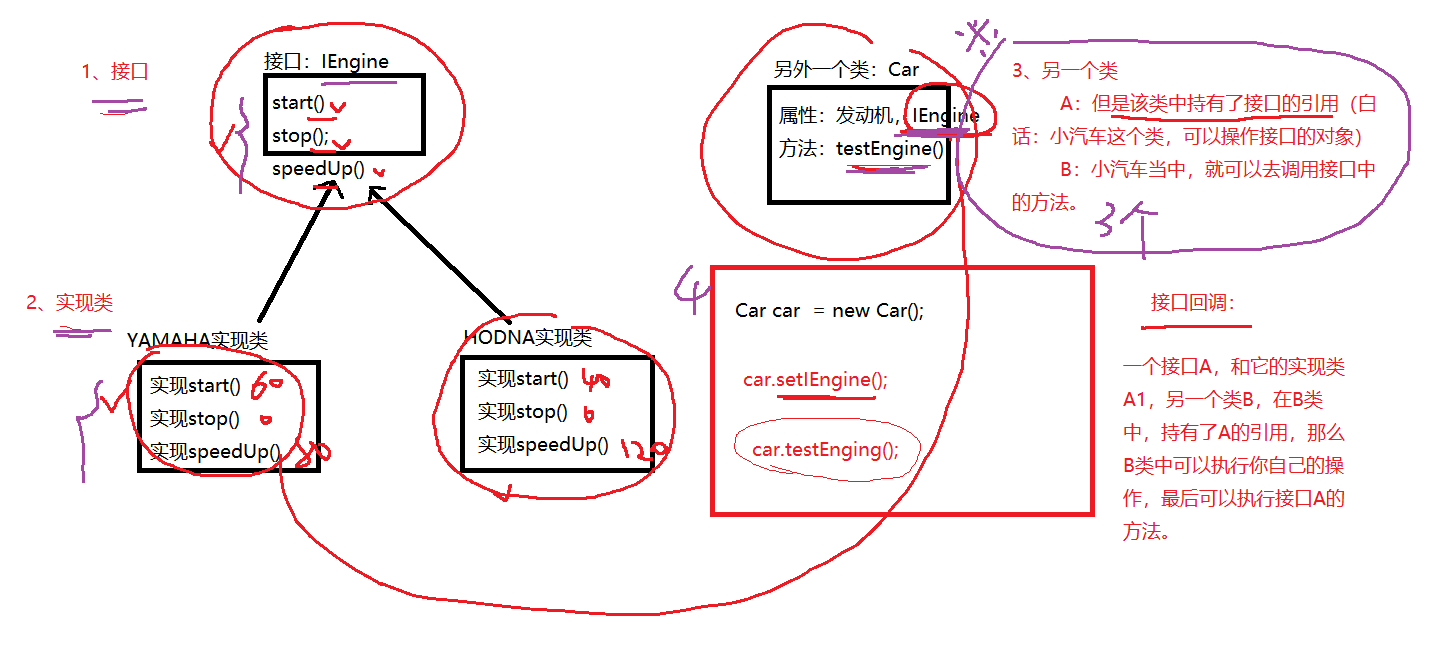 1、接口
接口：IEngine
start()
stop();
speedUp()
2、实现类
YAMAHA实现类
实现start() 60
实现stop() 0
实现speedUp() 80
HODNA实现类
实现start() 40
实现stop() 0
实现speedUp() 120
另外一个类：Car
属性：发动机，IEngine
方法：testEngine()
3、另一个类
A：但是该类中持有了接口的引用（白
话：小汽车这个类，可以操作接口的对象）
B：小汽车当中，就可以去调用接口中
的方法。
3个
4
Car car = new Car();
car.setIEngine();
car.testEnging();
接口回调：
一个接口A，和它的实现类
A1，另一个类B，在B类
中，持有了A的引用，那么
B类中可以执行你自己的操
作，最后可以执行接口A的
方法。